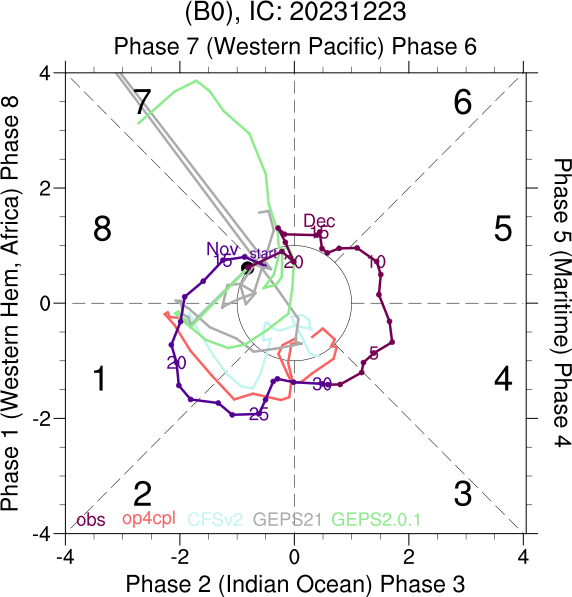 (B0), IC: 20231223
Phase 7 (Western Pacific) Phase 6
4
7
6
Phase 1 (Western Hem, Africa) Phase 8
Phase 5 (Maritime) Phase 4
2
8
5
Dec
15
Nov
15
start
20
10
0
1
4
20
5
30
25
-2
2
3
obs
op4cpl
CFSv2
GEPS21
GEPS2.0.1
-4
-4
-2
0
2
4
Phase 2 (Indian Ocean) Phase 3